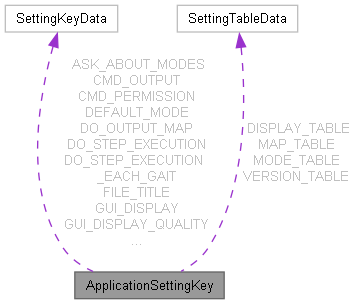 SettingKeyData
SettingTableData
ASK_ABOUT_MODES
CMD_OUTPUT
CMD_PERMISSION
DEFAULT_MODE
DO_OUTPUT_MAP
DO_STEP_EXECUTION
DO_STEP_EXECUTION
_EACH_GAIT
FILE_TITLE
GUI_DISPLAY
GUI_DISPLAY_QUALITY
...
DISPLAY_TABLE
MAP_TABLE
MODE_TABLE
VERSION_TABLE
ApplicationSettingKey